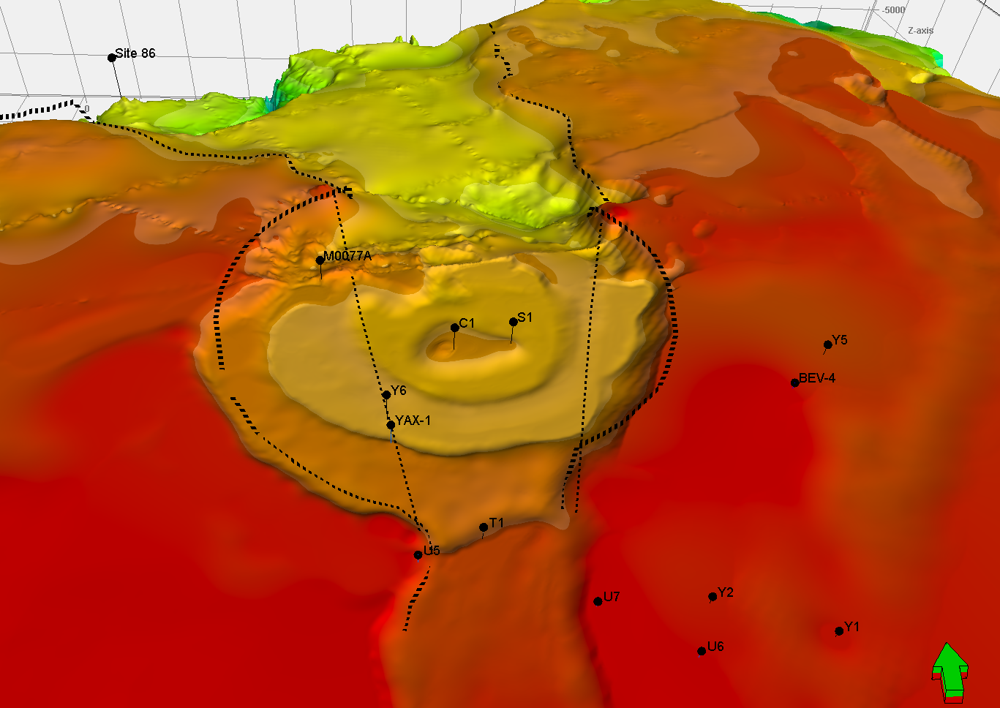 -5000
Z-axis
Site 86
0
M0077A
C1
S1
Y5
BEV-4
Y6
YAX-1
T1
U5
U7
Y2
Y1
U6